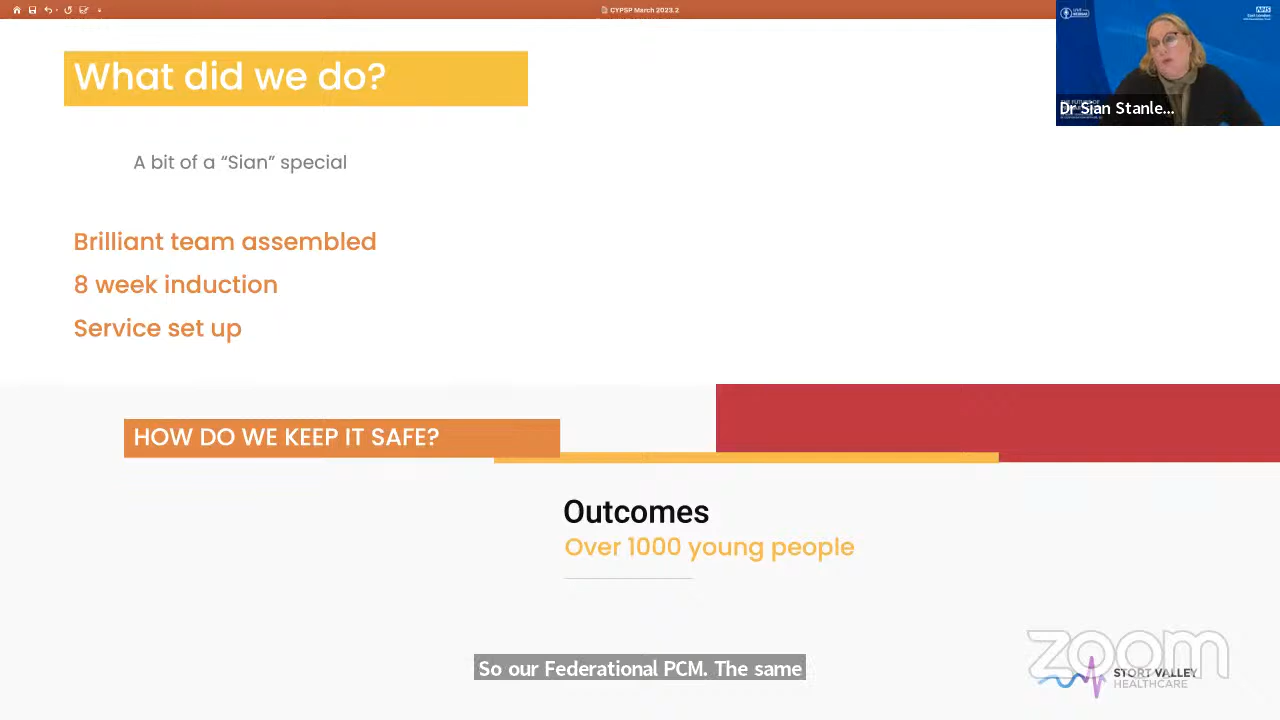 CYPSP March 2023.2
What did we do?
A bit of a “Sian” special
Brilliant team assembled
8 week induction
Service set up
HOW DO WE KEEP IT SAFE?
Outcomes
Over 1000 young people
So our Federational PCM. The same
zoom
STORT VALLEY
HEALTHCARE
NHS
Dr Sian Stanle...